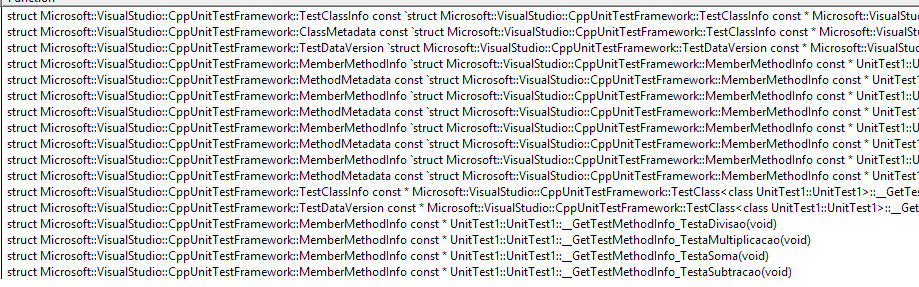 Function
struct Microsoft::VisualStudio::CppUnitTestFramework::TestClassInfo const `struct Microsoft::VisualStudio::CppUnitTestFramework::TestClassInfo const * Microsoft::VisualStu
struct Microsoft::VisualStudio::CppUnitTestFramework::ClassMetadata const `struct Microsoft::VisualStudio::CppUnitTestFramework::TestClassInfo const * Microsoft::VisualStu
struct Microsoft::VisualStudio::CppUnitTestFramework::TestDataVersion `struct Microsoft::VisualStudio::CppUnitTestFramework::TestDataVersion const * Microsoft::VisualStu
struct Microsoft::VisualStudio::CppUnitTestFramework::MemberMethodInfo `struct Microsoft::VisualStudio::CppUnitTestFramework::MemberMethodInfo const * UnitTest1::U
struct Microsoft::VisualStudio::CppUnitTestFramework::MethodMetadata const `struct Microsoft::VisualStudio::CppUnitTestFramework::MemberMethodInfo const * UnitTest1
struct Microsoft::VisualStudio::CppUnitTestFramework::MemberMethodInfo `struct Microsoft::VisualStudio::CppUnitTestFramework::MemberMethodInfo const * UnitTest1::U
struct Microsoft::VisualStudio::CppUnitTestFramework::MethodMetadata const `struct Microsoft::VisualStudio::CppUnitTestFramework::MemberMethodInfo const * UnitTest1
struct Microsoft::VisualStudio::CppUnitTestFramework::MemberMethodInfo `struct Microsoft::VisualStudio::CppUnitTestFramework::MemberMethodInfo const * UnitTest1::U
struct Microsoft::VisualStudio::CppUnitTestFramework::MethodMetadata const `struct Microsoft::VisualStudio::CppUnitTestFramework::MemberMethodInfo const * UnitTest1
struct Microsoft::VisualStudio::CppUnitTestFramework::MemberMethodInfo `struct Microsoft::VisualStudio::CppUnitTestFramework::MemberMethodInfo const * UnitTest1::U
struct Microsoft::VisualStudio::CppUnitTestFramework::MethodMetadata const `struct Microsoft::VisualStudio::CppUnitTestFramework::MemberMethodInfo const * UnitTest1
struct Microsoft::VisualStudio::CppUnitTestFramework::TestClassInfo const * Microsoft::VisualStudio::CppUnitTestFramework::TestClass<class UnitTest1::UnitTest1>::__GetTe
struct Microsoft::VisualStudio::CppUnitTestFramework::TestDataVersion const * Microsoft::VisualStudio::CppUnitTestFramework::TestClass<class UnitTest1::UnitTest1>::__Get
struct Microsoft::VisualStudio::CppUnitTestFramework::MemberMethodInfo const * UnitTest1::UnitTest1::__GetTestMethodInfo_TestaDivisao(void)
struct Microsoft::VisualStudio::CppUnitTestFramework::MemberMethodInfo const * UnitTest1::UnitTest1::__GetTestMethodInfo_TestaMultiplicacao(void)
struct Microsoft::VisualStudio::CppUnitTestFramework::MemberMethodInfo const * UnitTest1::UnitTest1::__GetTestMethodInfo_TestaSoma(void)
struct Microsoft::VisualStudio::CppUnitTestFramework::MemberMethodInfo const * UnitTest1::UnitTest1::__GetTestMethodInfo_TestaSubtracao(void)